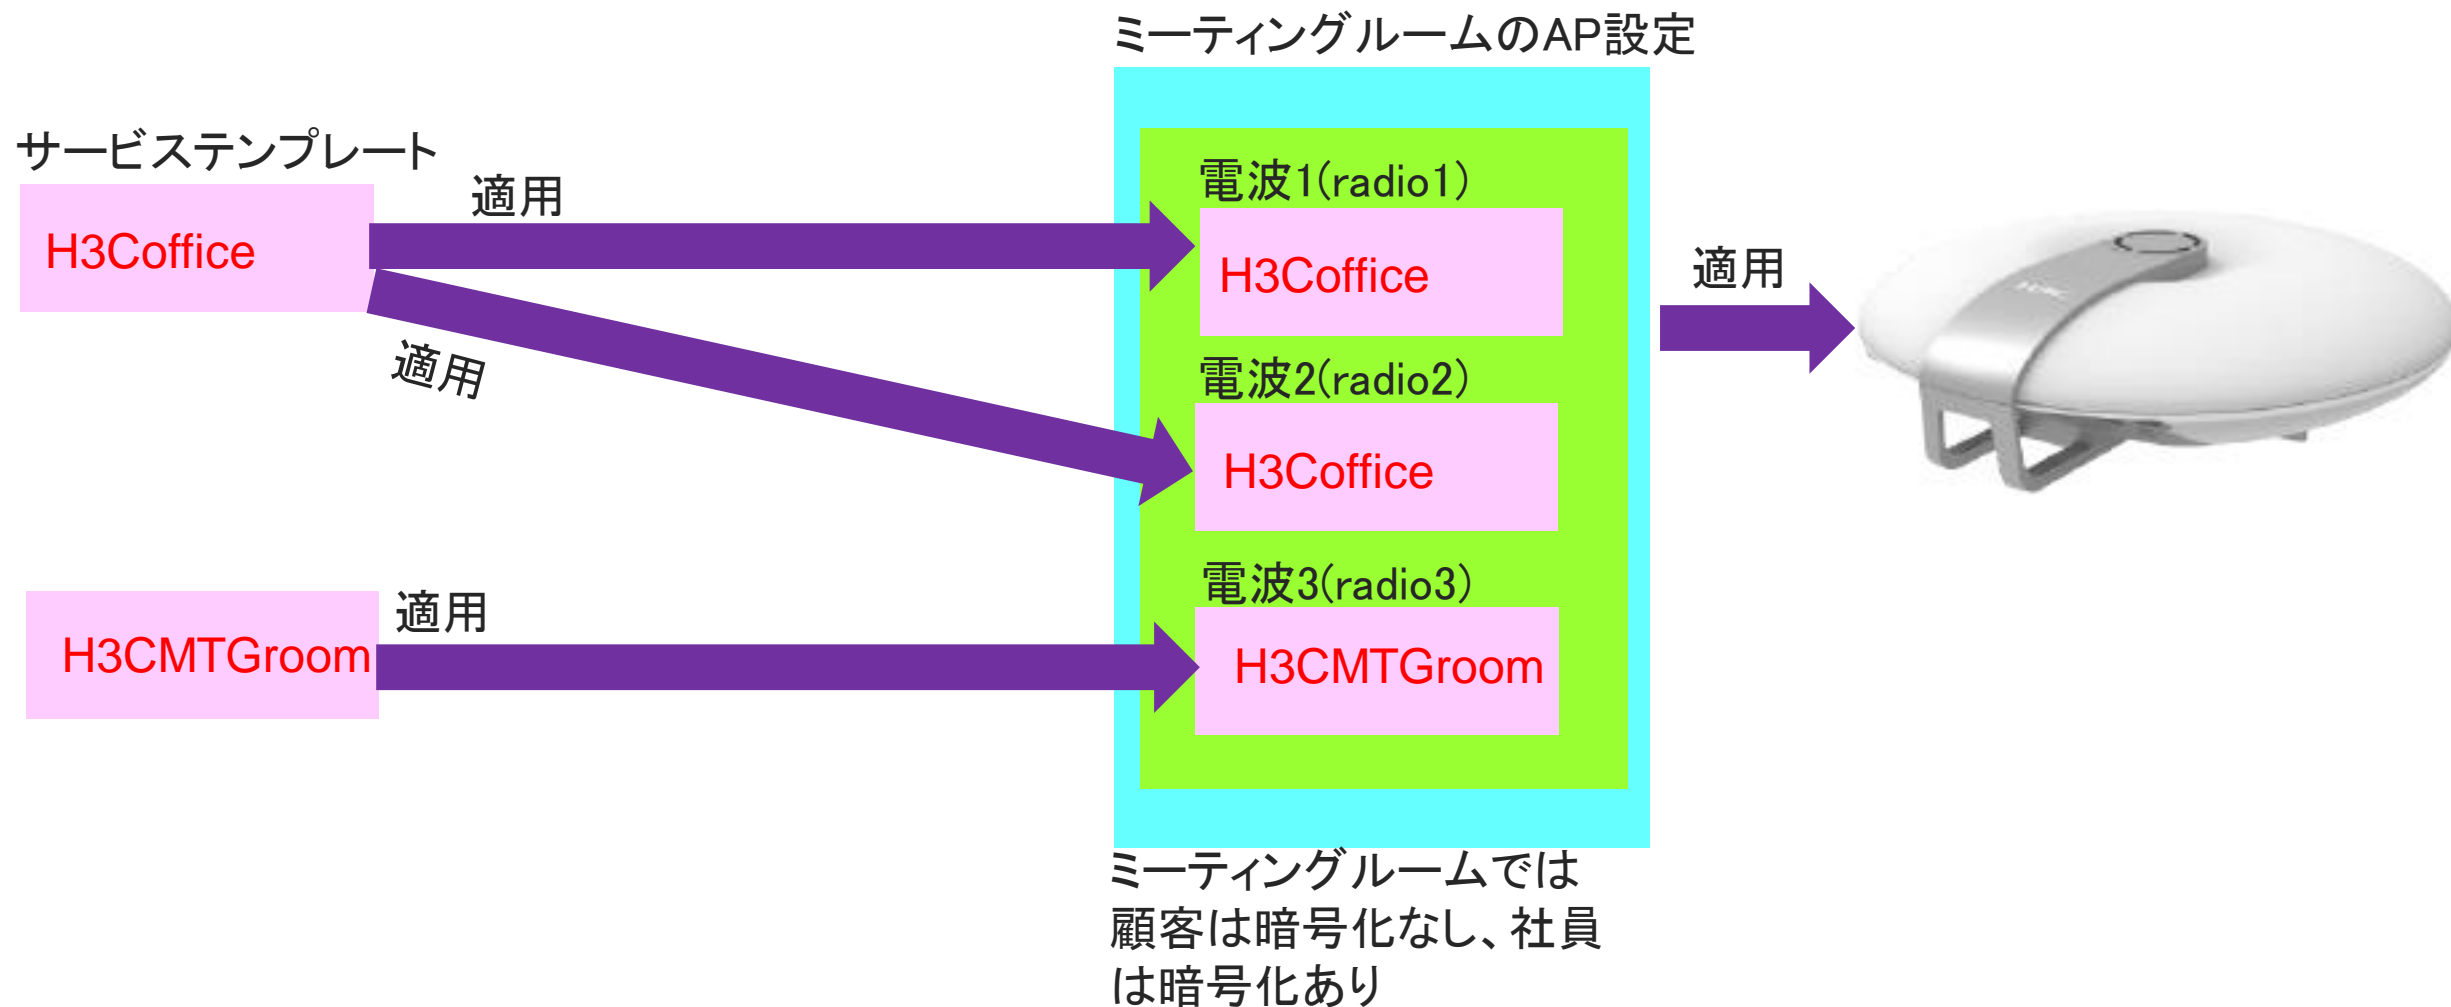 ミーティングルームのAP設定
サービステンプレート
H3Coffice
適用
適用
電波1(radio1)
H3Coffice
電波2(radio2)
H3Coffice
適用
H3CMTGroom
適用
電波3(radio3)
H3CMTGroom
ミーティングルームでは
顧客は暗号化なし、社員
は暗号化あり